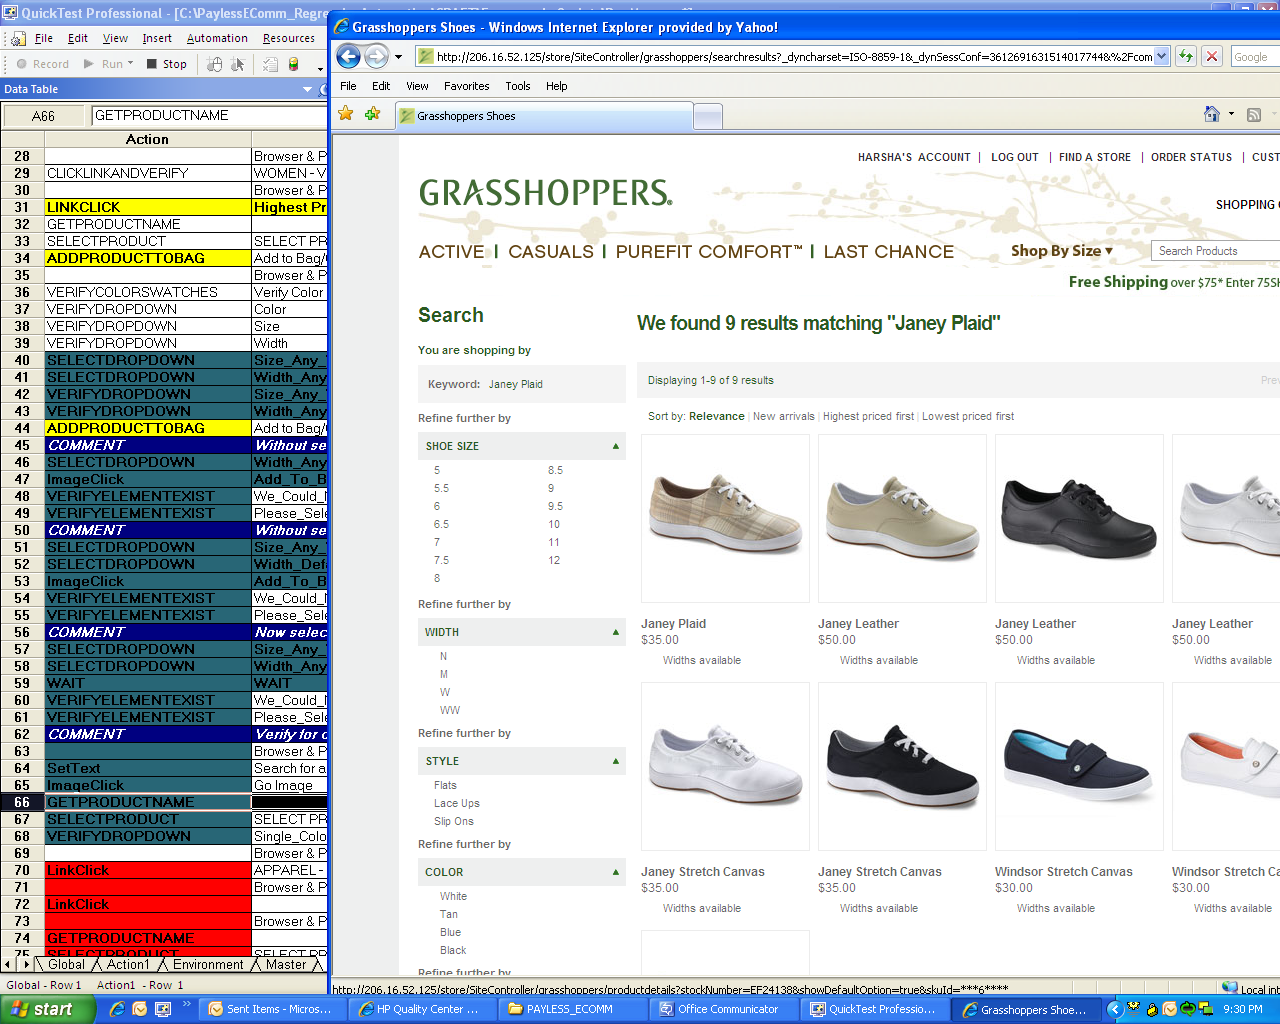 QuickTest Professional - [C:\PaylessEComm_Regre
Grasshoppers Shoes - Windows Internet Explorer provided by Yahoo!
File Edit View Insert Automation Resources
Record Run Stop
Data Table
A66 GETPRODUCTNAME
Action
28 Browser & P
29 CLICKLINKANDVERIFY WOMEN - V
30 Browser & P
31 LINKCLICK Highest Pr
32 GETPRODUCTNAME
33 SELECTPRODUCT SELECT PR
34 ADDPRODUCTTOBAG Add to Bag/
35 Browser & P
36 VERIFYCOLORSWATCHES Verify Color
37 VERIFYDROPDOWN Color
38 VERIFYDROPDOWN Size
39 VERIFYDROPDOWN Width
40 SELECTDROPDOWN Size_Any_
41 SELECTDROPDOWN Width_Any
42 VERIFYDROPDOWN Size_Any_
43 VERIFYDROPDOWN Width_Any
44 ADDPRODUCTTOBAG Add to Bag/
45 COMMENT Without se
46 SELECTDROPDOWN Width_Any
47 ImageClick Add_To_B
48 VERIFYELEMENTEXIST We_Could_N
49 VERIFYELEMENTEXIST Please_Sele
50 COMMENT Without se
51 SELECTDROPDOWN Size_Any_
52 SELECTDROPDOWN Width_Defa
53 ImageClick Add_To_B
54 VERIFYELEMENTEXIST We_Could_N
55 VERIFYELEMENTEXIST Please_Sele
56 COMMENT Now selec
57 SELECTDROPDOWN Size_Any_
58 SELECTDROPDOWN Width_Any
59 WAIT WAIT
60 VERIFYELEMENTEXIST We_Could_N
61 VERIFYELEMENTEXIST Please_Sele
62 COMMENT Verify for c
63 Browser & P
64 SetText Search for a
65 ImageClick Go Image
66 GETPRODUCTNAME
67 SELECTPRODUCT SELECT PR
68 VERIFYDROPDOWN Single_Colo
69 Browser & P
70 LinkClick APPAREL -
71 Browser & P
72 LinkClick
73 Browser & P
74 GETPRODUCTNAME
75 SELECTPRODUCT SELECT PR
Global Action1 Environment Master
Global - Row 1 Action1 - Row 1
http://206.16.52.125/store/SiteController/grasshoppers/searchresults?_dyncharset=ISO-8859-1&_dynSessConf=3612691631514017744&%2Fcom
Google
File Edit View Favorites Tools Help
Grasshoppers Shoes
HARSHA'S ACCOUNT | LOG OUT | FIND A STORE | ORDER STATUS | CUST
GRASSHOPPERS®
SHOPPING
ACTIVE | CASUALS | PUREFIT COMFORT™ | LAST CHANCE
Shop By Size ▾
Search Products
Free Shipping over $75* Enter 75SH
Search
You are shopping by
Keyword: Janey Plaid
Refine further by
SHOE SIZE
5 8.5
5.5 9
6 9.5
6.5 10
7 11
7.5 12
8
Refine further by
WIDTH
N
M
W
WW
Refine further by
STYLE
Flats
Lace Ups
Slip Ons
Refine further by
COLOR
White
Tan
Blue
Black
Refine further by
We found 9 results matching "Janey Plaid"
Displaying 1-9 of 9 results
Prev
Sort by: Relevance | New arrivals | Highest priced first | Lowest priced first
Janey Plaid Janey Leather Janey Leather Janey Leather
$35.00 $50.00 $50.00 $50.00
Widths available Widths available Widths available Widths available
Janey Stretch Canvas Janey Stretch Canvas Windsor Stretch Canvas Windsor Stretch Ca
$35.00 $35.00 $30.00 $30.00
Widths available Widths available Widths available Widths available
http://206.16.52.125/store/SiteController/grasshoppers/productdetails?stockNumber=EF24138&showDefaultOption=true&skuId=***6****
Local int
start Sent Items - Micros... HP Quality Center ... PAYLESS_ECOMM Office Communicator QuickTest Professio... Grasshoppers Shoe... 9:30 PM